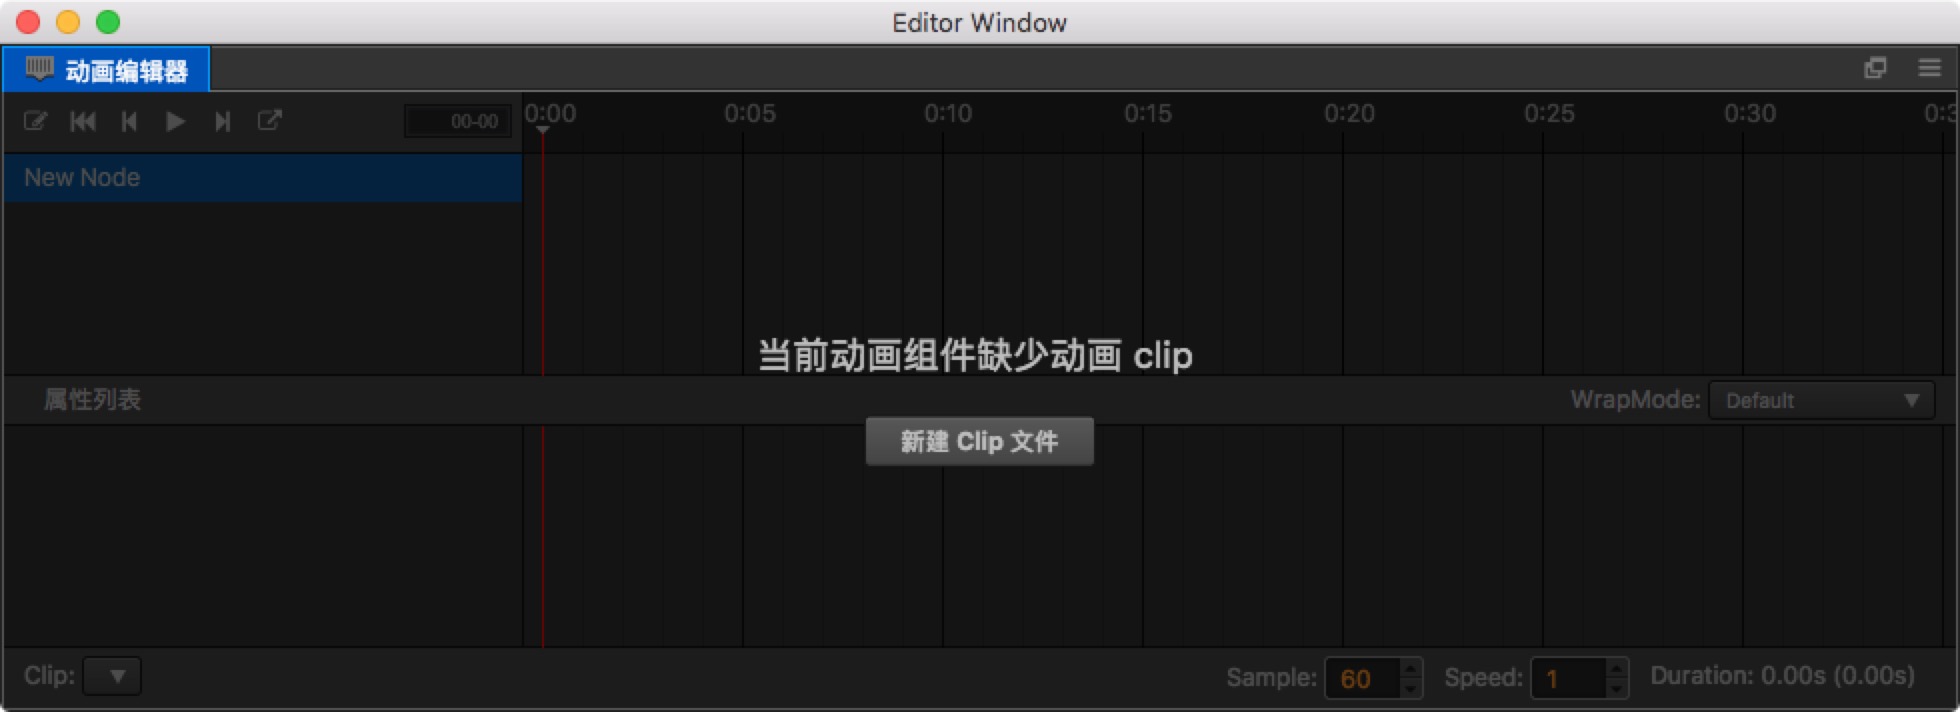 Editor Window
动画编辑器
00-00
0:00 0:05 0:10 0:15 0:20 0:25 0:30 0:3
New Node
当前动画组件缺少动画 clip
属性列表
WrapMode: Default
新建 Clip 文件
Clip:
Sample: 60 Speed: 1 Duration: 0.00s (0.00s)